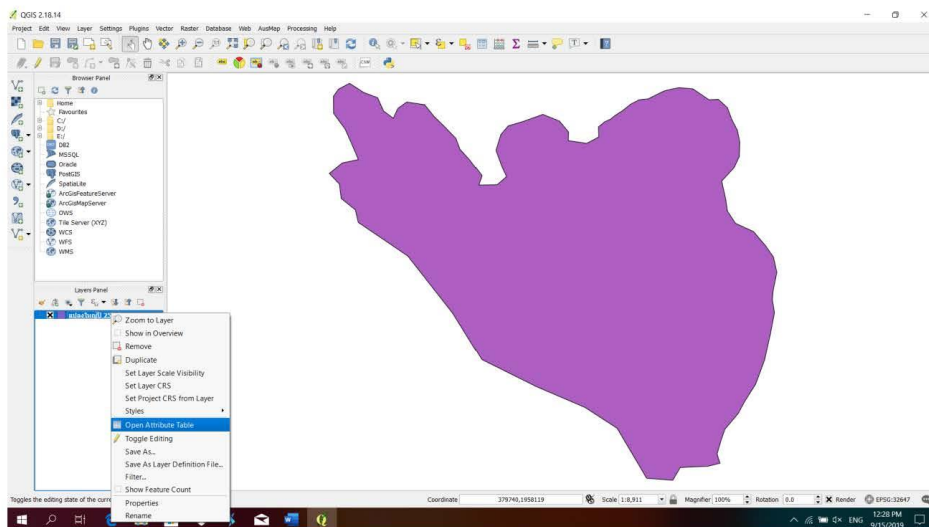 QGIS 2.18.14
Project Edit View Layer Settings Plugins Vector Raster Database Web AusMap Processing Help
Browser Panel
Home
Favourites
C:/
D:/
E:/
DB2
MSSQL
Oracle
PostGIS
SpatiaLite
ArcGisFeatureServer
ArcGisMapServer
OWS
Tile Server (XYZ)
WCS
WFS
WMS
Layers Panel
Zoom to Layer
Show in Overview
Remove
Duplicate
Set Layer Scale Visibility
Set Layer CRS
Set Project CRS from Layer
Styles
Open Attribute Table
Toggle Editing
Save As...
Save As Layer Definition File...
Filter...
Show Feature Count
Properties
Rename
Toggles the editing state of the curre
Coordinate 379740,1958119 Scale 1:8,911 Magnifier 100% Rotation 0.0 Render EPSG:32647
ENG 12:28 PM
9/15/2019